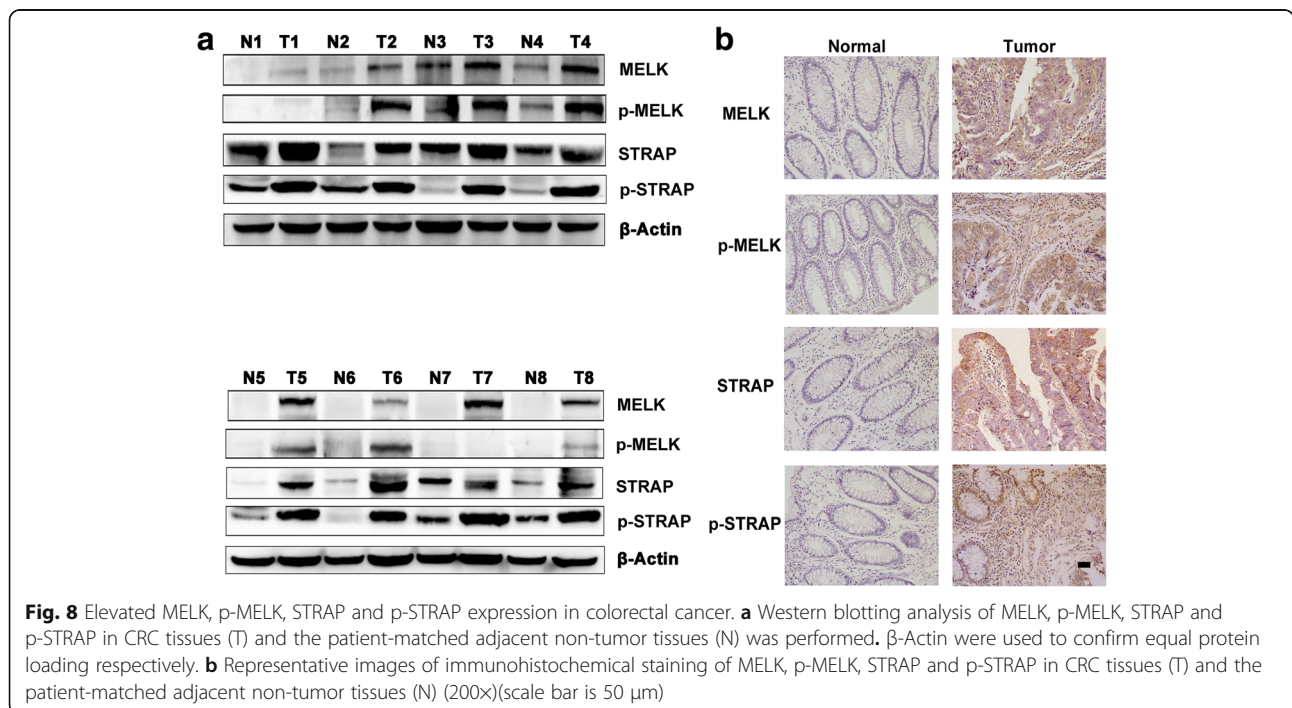 a
N1 T1 N2 T2 N3 T3 N4 T4
MELK
p-MELK
STRAP
p-STRAP
β-Actin
N5 T5 N6 T6 N7 T7 N8 T8
MELK
p-MELK
STRAP
p-STRAP
β-Actin
b
Normal Tumor
MELK
p-MELK
STRAP
p-STRAP
Fig. 8 Elevated MELK, p-MELK, STRAP and p-STRAP expression in colorectal cancer. a Western blotting analysis of MELK, p-MELK, STRAP and
p-STRAP in CRC tissues (T) and the patient-matched adjacent non-tumor tissues (N) was performed. β-Actin were used to confirm equal protein
loading respectively. b Representative images of immunohistochemical staining of MELK, p-MELK, STRAP and p-STRAP in CRC tissues (T) and the
patient-matched adjacent non-tumor tissues (N) (200×)(scale bar is 50 μm)